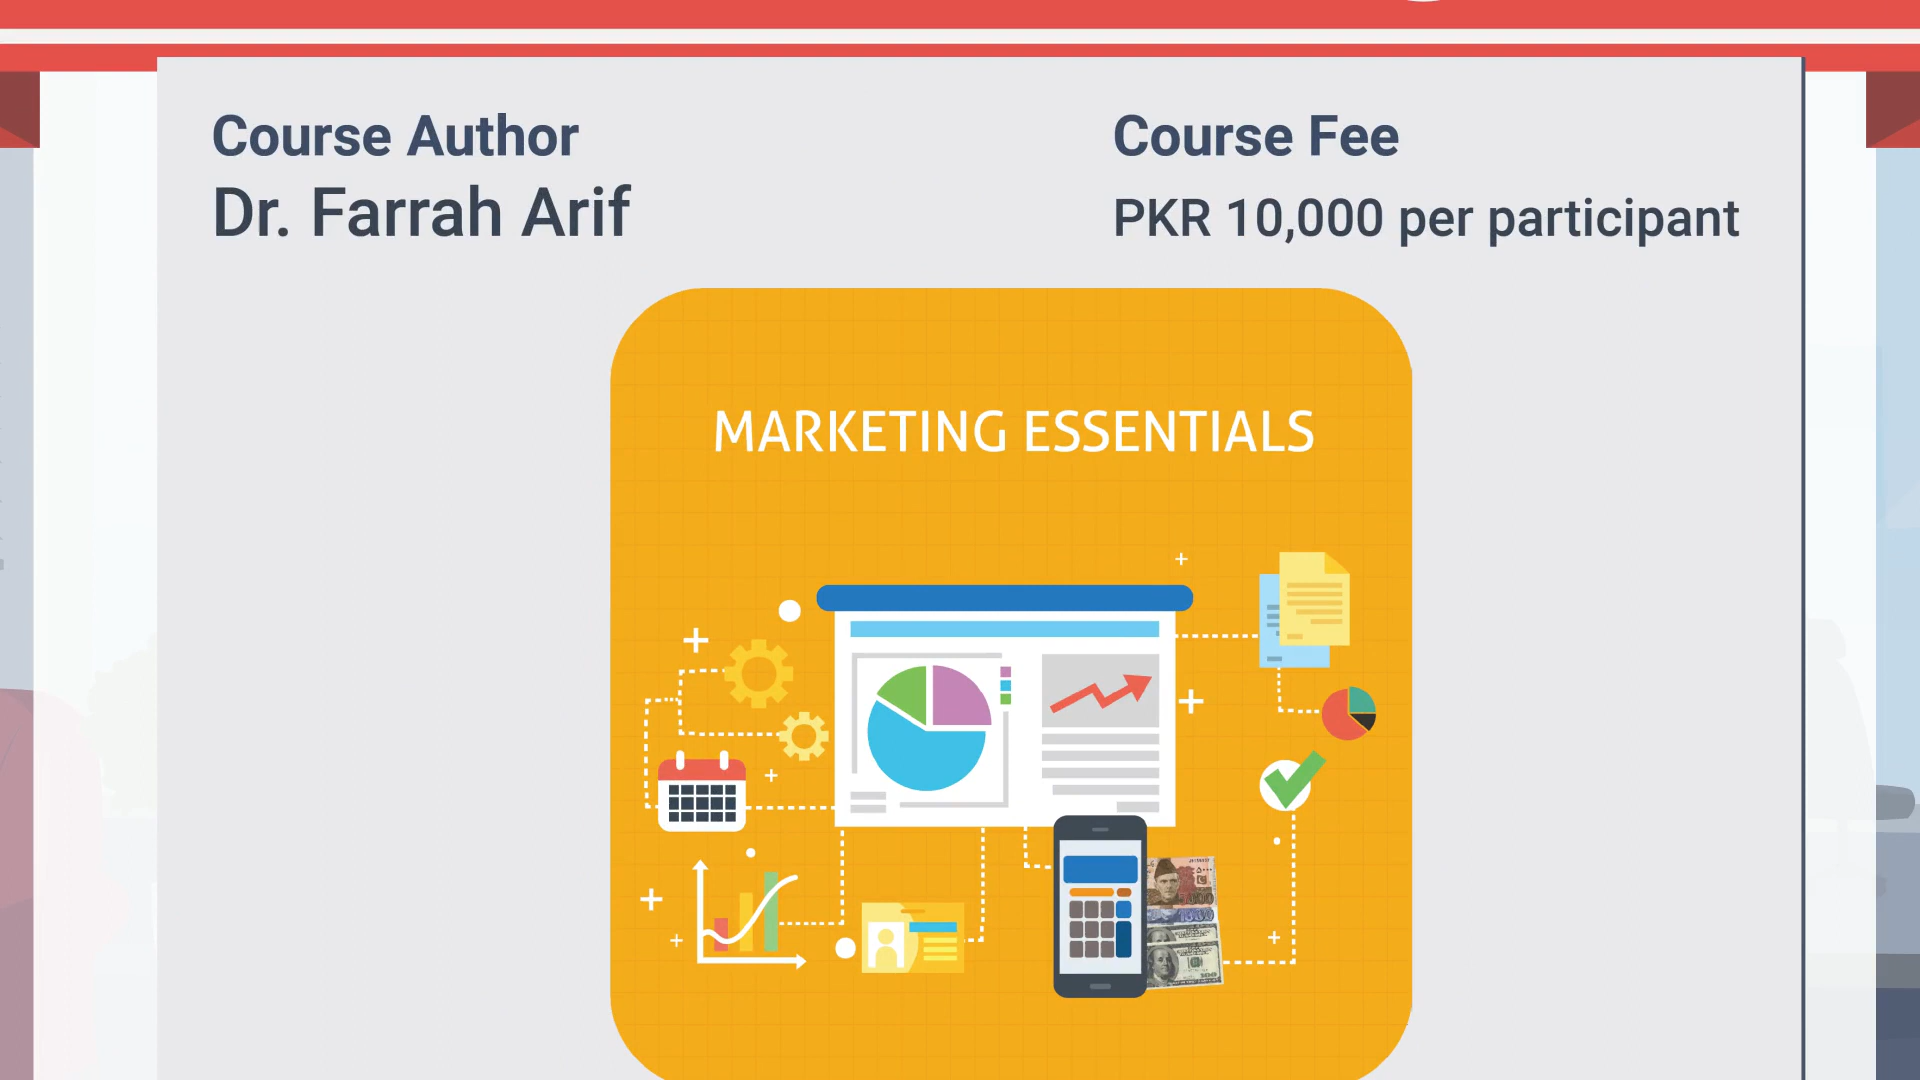 Course Author
Dr. Farrah Arif
Course Fee
PKR 10,000 per participant
MARKETING ESSENTIALS